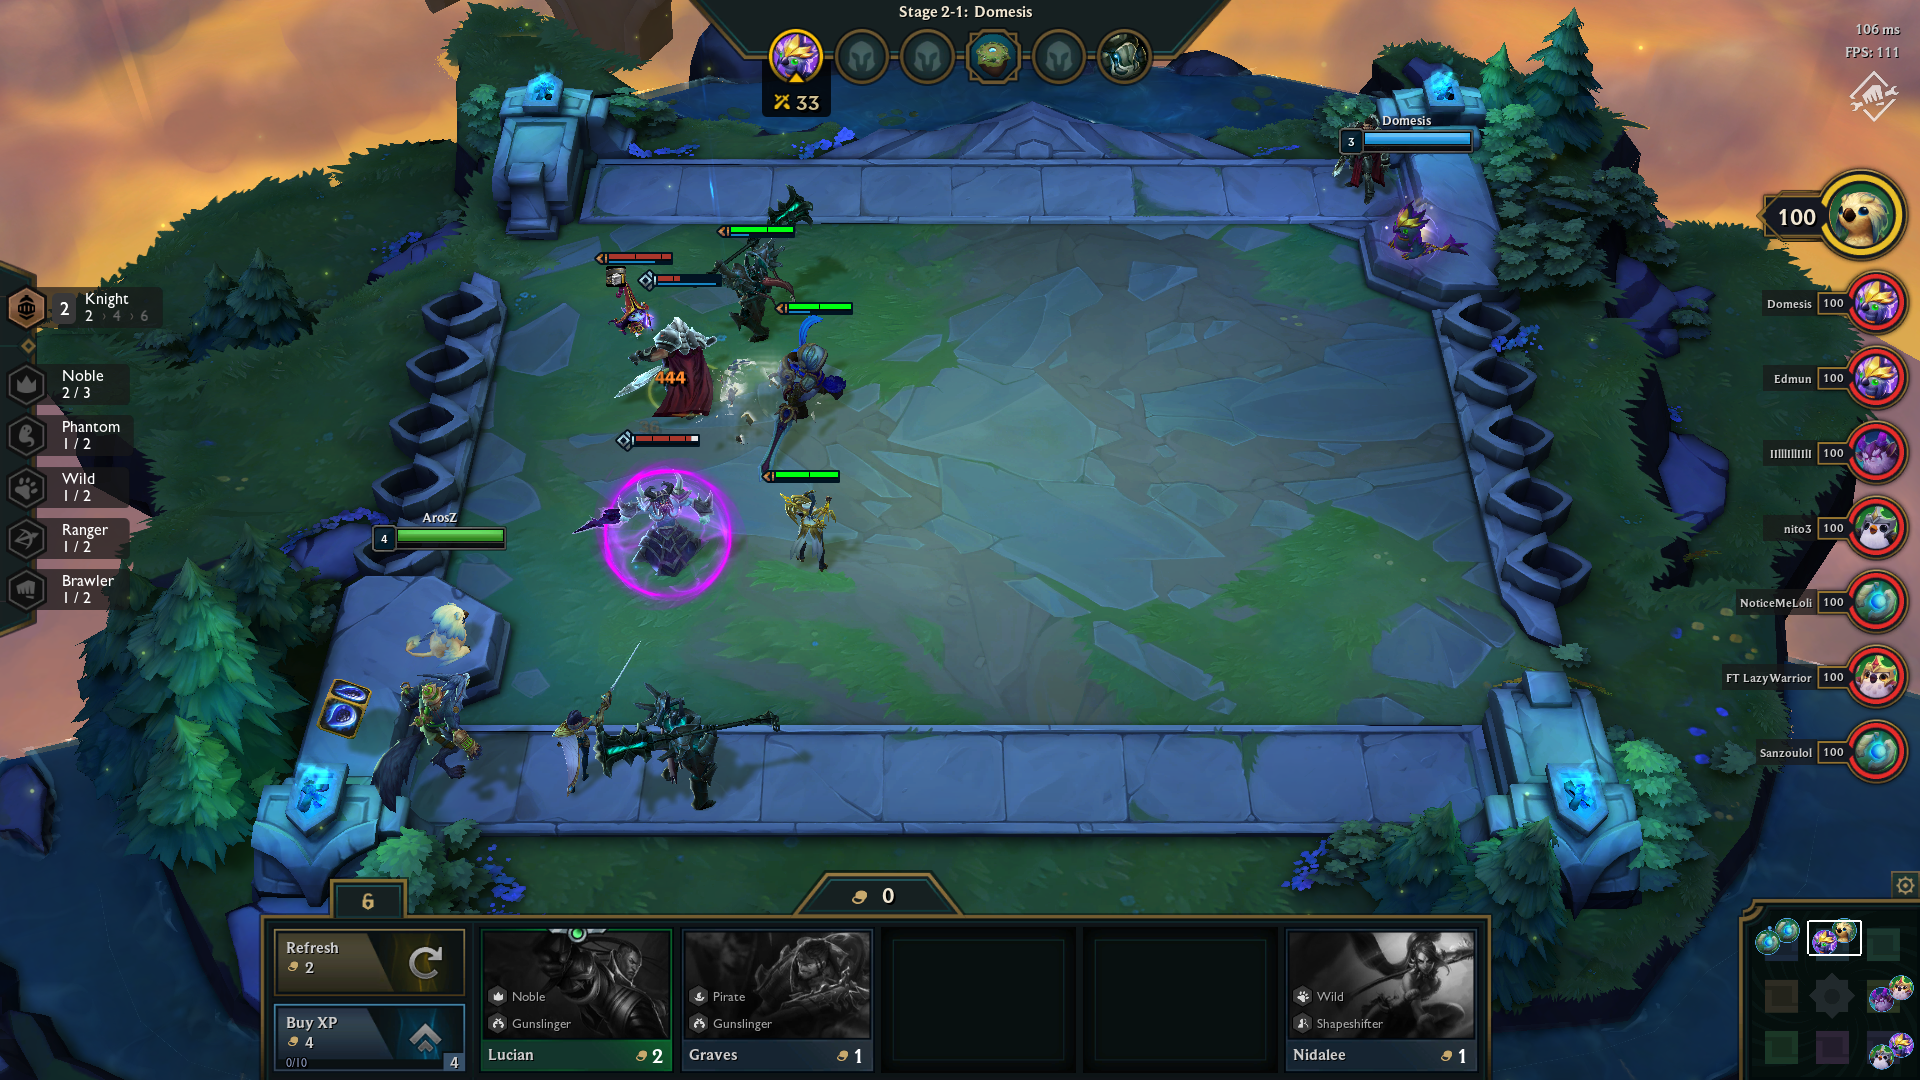 Stage 2-1: Domesis
106 ms
FPS: 111
33
Domesis
3
100
Domesis 100
Edmun 100
IIIIIIIIIIII 100
nito3 100
NoticeMeLoli 100
FT LazyWarrior 100
Sanzoulol 100
2
Knight
2 › 4 › 6
Noble
2 / 3
Phantom
1 / 2
Wild
1 / 2
Ranger
1 / 2
Brawler
1 / 2
444
ArosZ
4
6
0
Refresh
2
Buy XP
4
0/10
4
Noble
Gunslinger
Lucian 2
Pirate
Gunslinger
Graves 1
Wild
Shapeshifter
Nidalee 1